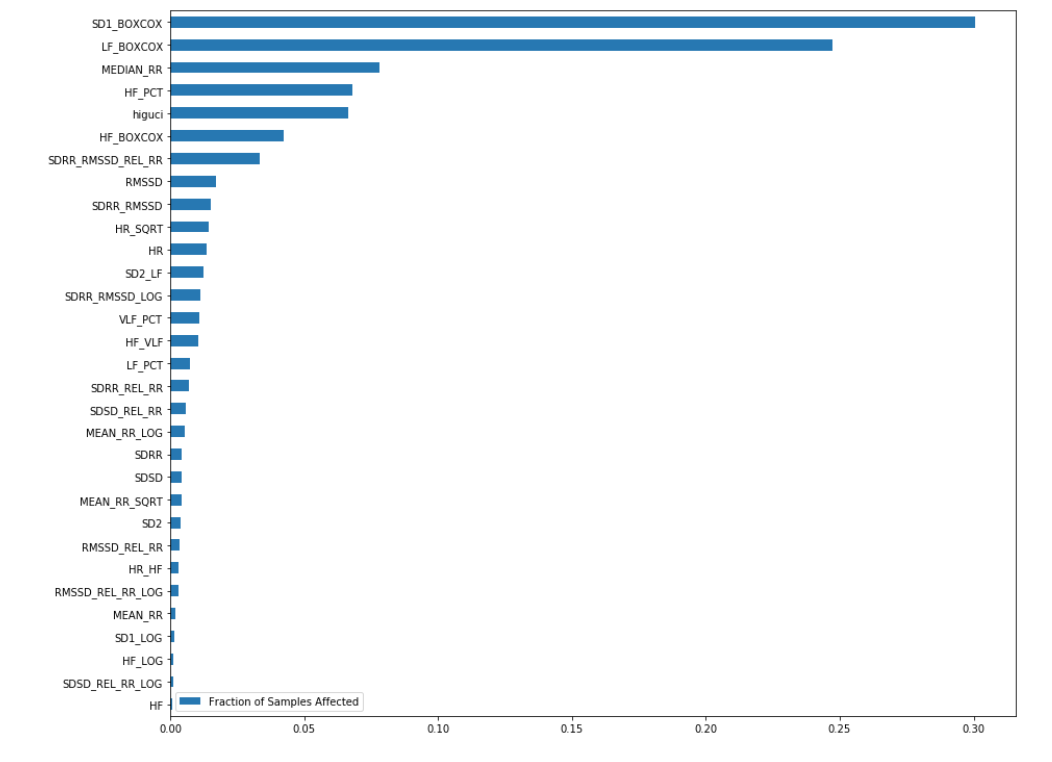 SD1_BOXCOX
LF_BOXCOX
MEDIAN_RR
HF_PCT
higuci
HF_BOXCOX
SDRR_RMSSD_REL_RR
RMSSD
SDRR_RMSSD
HR_SQRT
HR
SD2_LF
SDRR_RMSSD_LOG
VLF_PCT
HF_VLF
LF_PCT
SDRR_REL_RR
SDSD_REL_RR
MEAN_RR_LOG
SDRR
SDSD
MEAN_RR_SQRT
SD2
RMSSD_REL_RR
HR_HF
RMSSD_REL_RR_LOG
MEAN_RR
SD1_LOG
HF_LOG
SDSD_REL_RR_LOG
HF
Fraction of Samples Affected
0.00 0.05 0.10 0.15 0.20 0.25 0.30